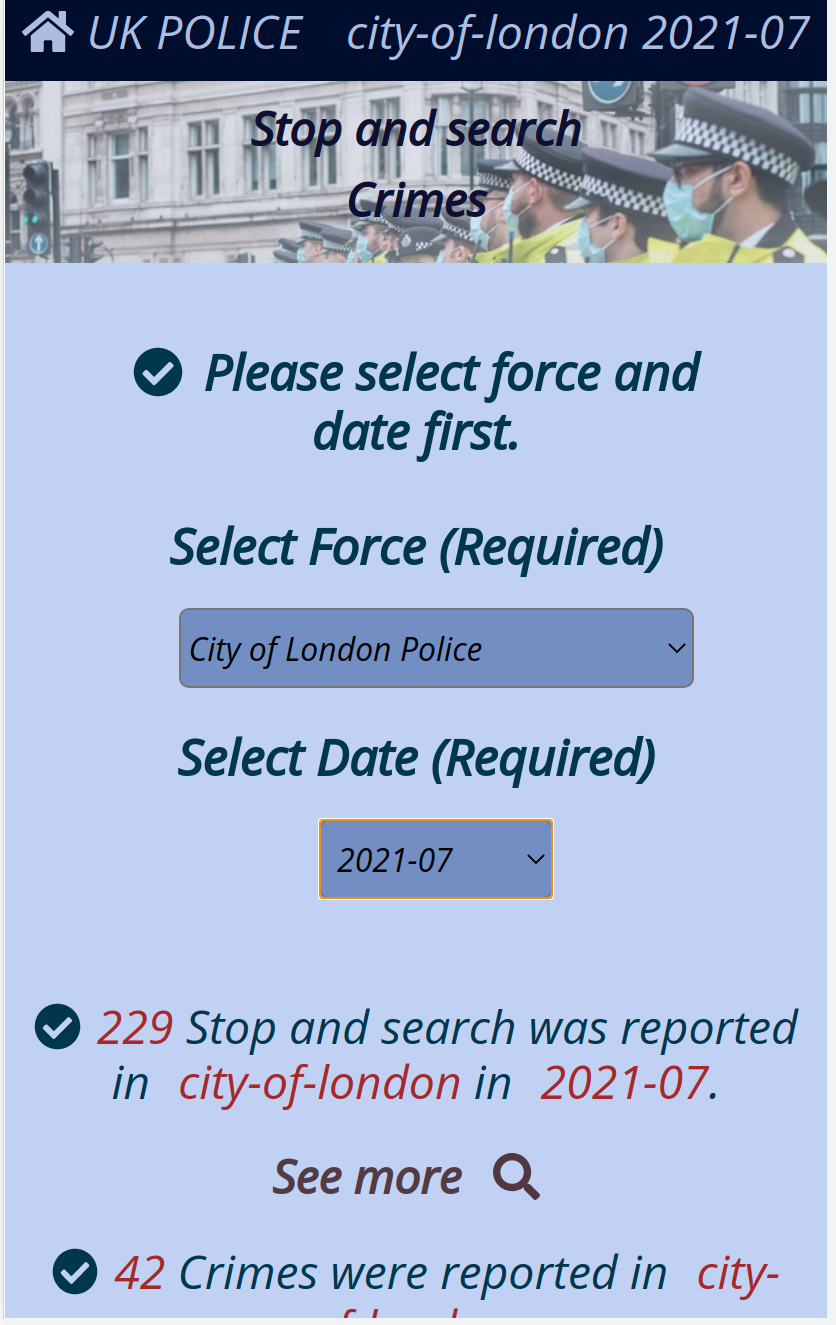 UK POLICE city-of-london 2021-07
Stop and search
Crimes
Please select force and
date first.
Select Force (Required)
City of London Police
Select Date (Required)
2021-07
229 Stop and search was reported
in city-of-london in 2021-07.
See more
42 Crimes were reported in city-